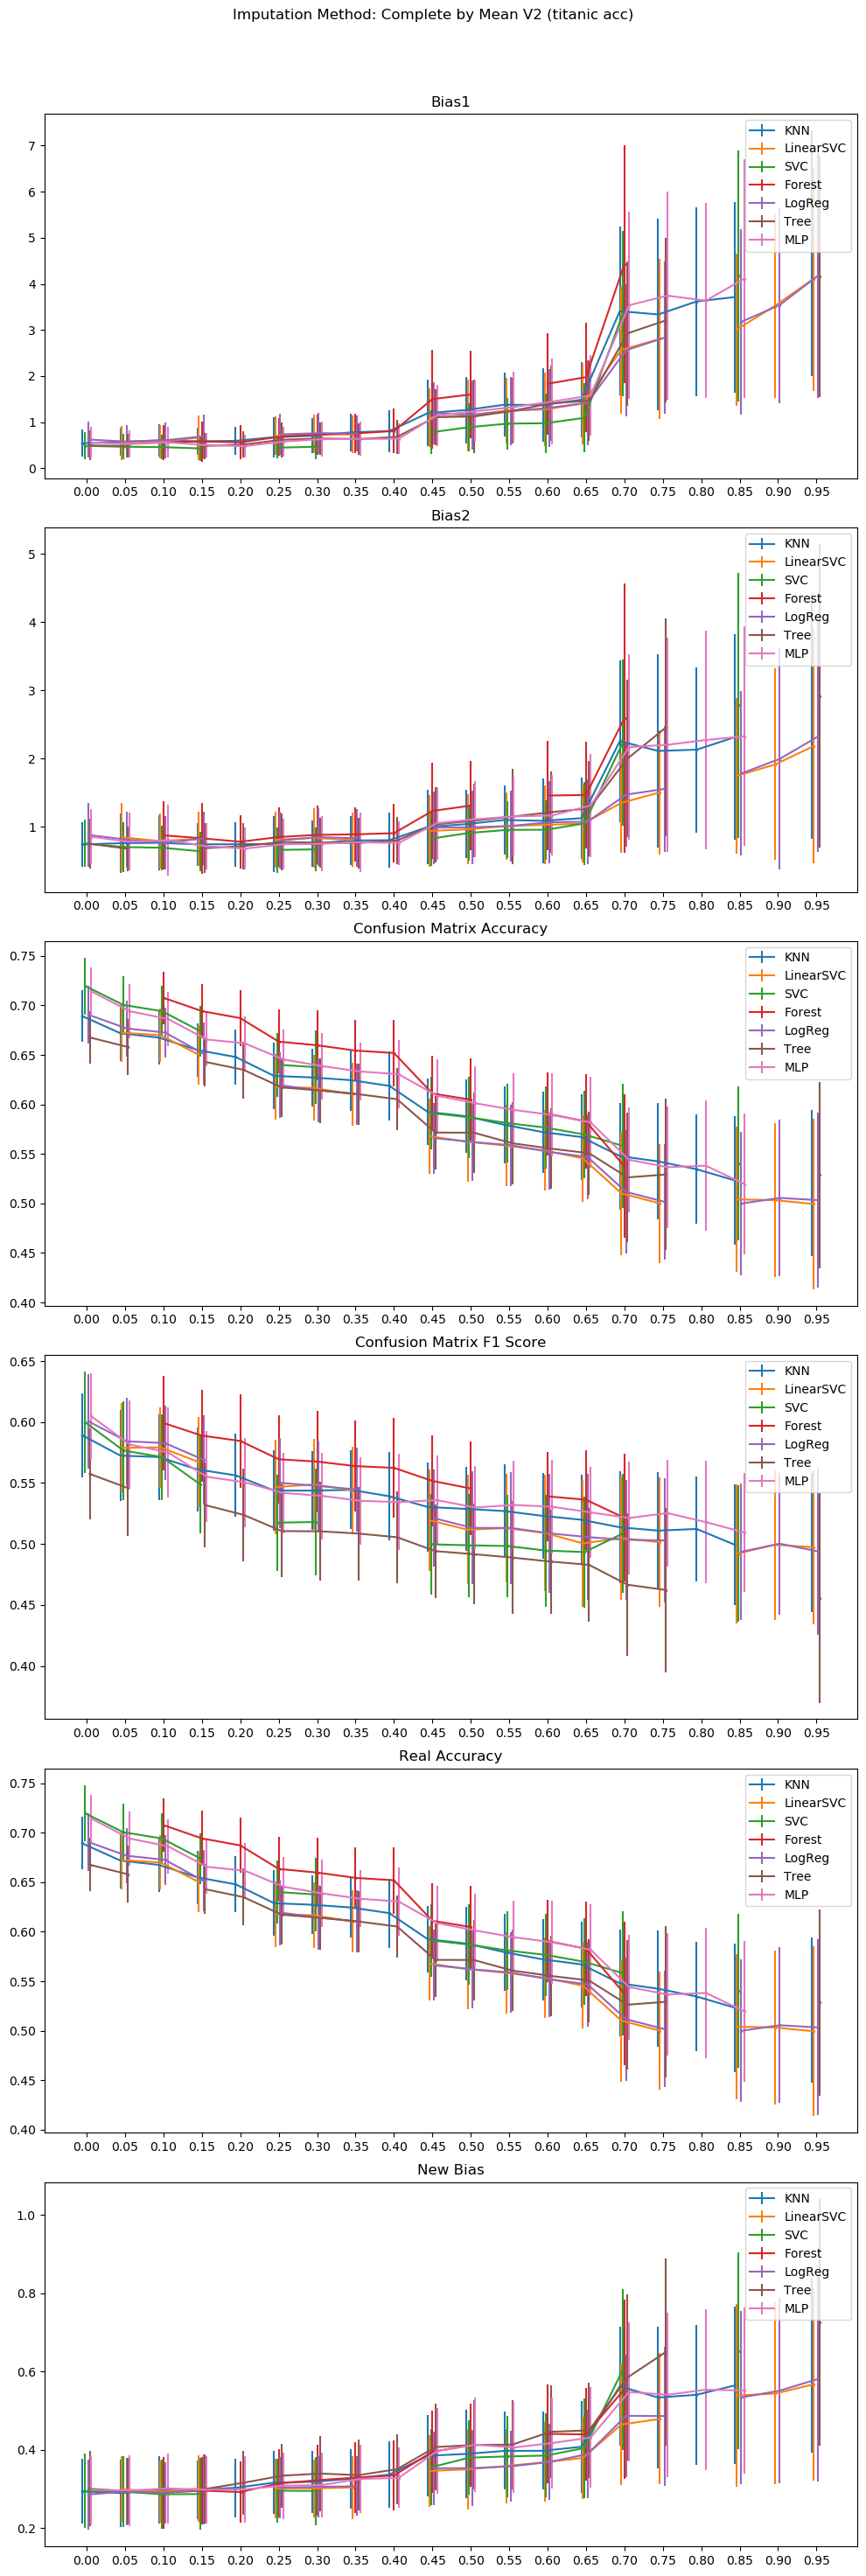 Imputation Method: Complete by Mean V2 (titanic acc)
Bias1
7
6
5
4
3
2
1
0
KNN
LinearSVC
SVC
Forest
LogReg
Tree
MLP
0.00 0.05 0.10 0.15 0.20 0.25 0.30 0.35 0.40 0.45 0.50 0.55 0.60 0.65 0.70 0.75 0.80 0.85 0.90 0.95
Bias2
5
4
3
2
1
KNN
LinearSVC
SVC
Forest
LogReg
Tree
MLP
0.00 0.05 0.10 0.15 0.20 0.25 0.30 0.35 0.40 0.45 0.50 0.55 0.60 0.65 0.70 0.75 0.80 0.85 0.90 0.95
Confusion Matrix Accuracy
0.75
0.70
0.65
0.60
0.55
0.50
0.45
0.40
KNN
LinearSVC
SVC
Forest
LogReg
Tree
MLP
0.00 0.05 0.10 0.15 0.20 0.25 0.30 0.35 0.40 0.45 0.50 0.55 0.60 0.65 0.70 0.75 0.80 0.85 0.90 0.95
Confusion Matrix F1 Score
0.65
0.60
0.55
0.50
0.45
0.40
KNN
LinearSVC
SVC
Forest
LogReg
Tree
MLP
0.00 0.05 0.10 0.15 0.20 0.25 0.30 0.35 0.40 0.45 0.50 0.55 0.60 0.65 0.70 0.75 0.80 0.85 0.90 0.95
Real Accuracy
0.75
0.70
0.65
0.60
0.55
0.50
0.45
0.40
KNN
LinearSVC
SVC
Forest
LogReg
Tree
MLP
0.00 0.05 0.10 0.15 0.20 0.25 0.30 0.35 0.40 0.45 0.50 0.55 0.60 0.65 0.70 0.75 0.80 0.85 0.90 0.95
New Bias
1.0
0.8
0.6
0.4
0.2
KNN
LinearSVC
SVC
Forest
LogReg
Tree
MLP
0.00 0.05 0.10 0.15 0.20 0.25 0.30 0.35 0.40 0.45 0.50 0.55 0.60 0.65 0.70 0.75 0.80 0.85 0.90 0.95